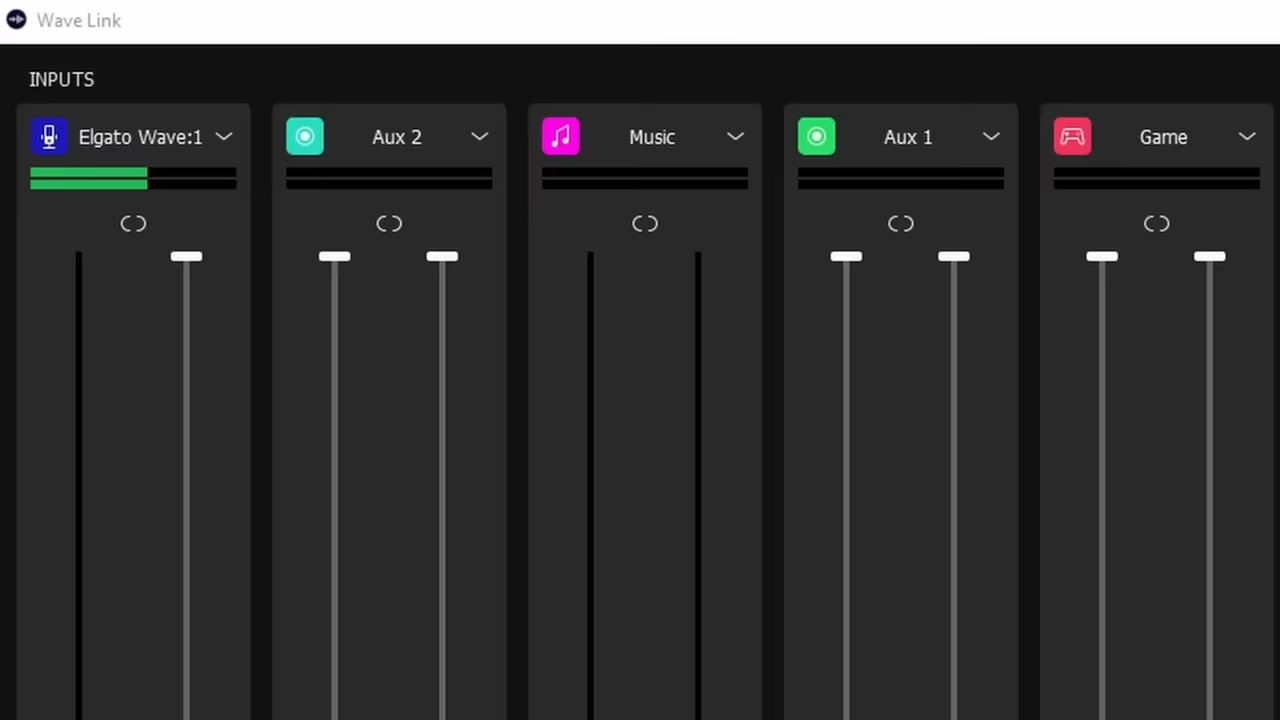 Wave Link
INPUTS
Elgato Wave:1
Aux 2
Music
Aux 1
Game